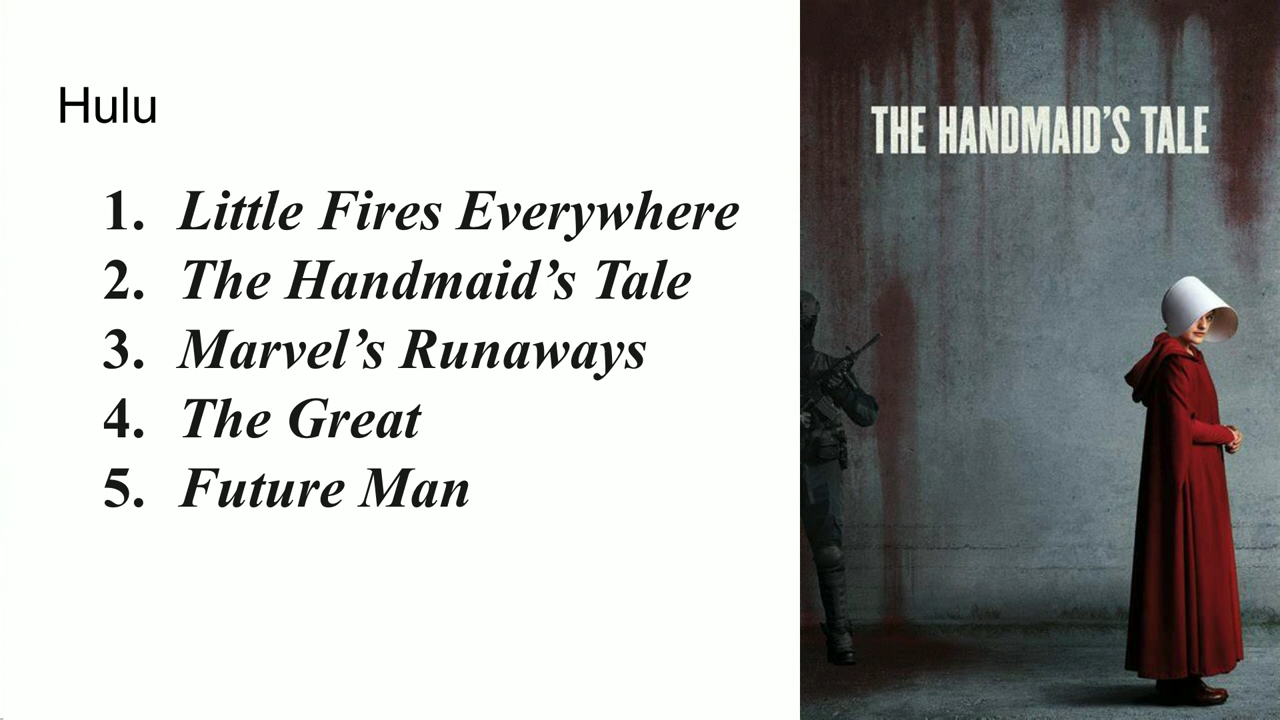 Hulu
1. Little Fires Everywhere
2. The Handmaid’s Tale
3. Marvel’s Runaways
4. The Great
5. Future Man
THE HANDMAID’S TALE